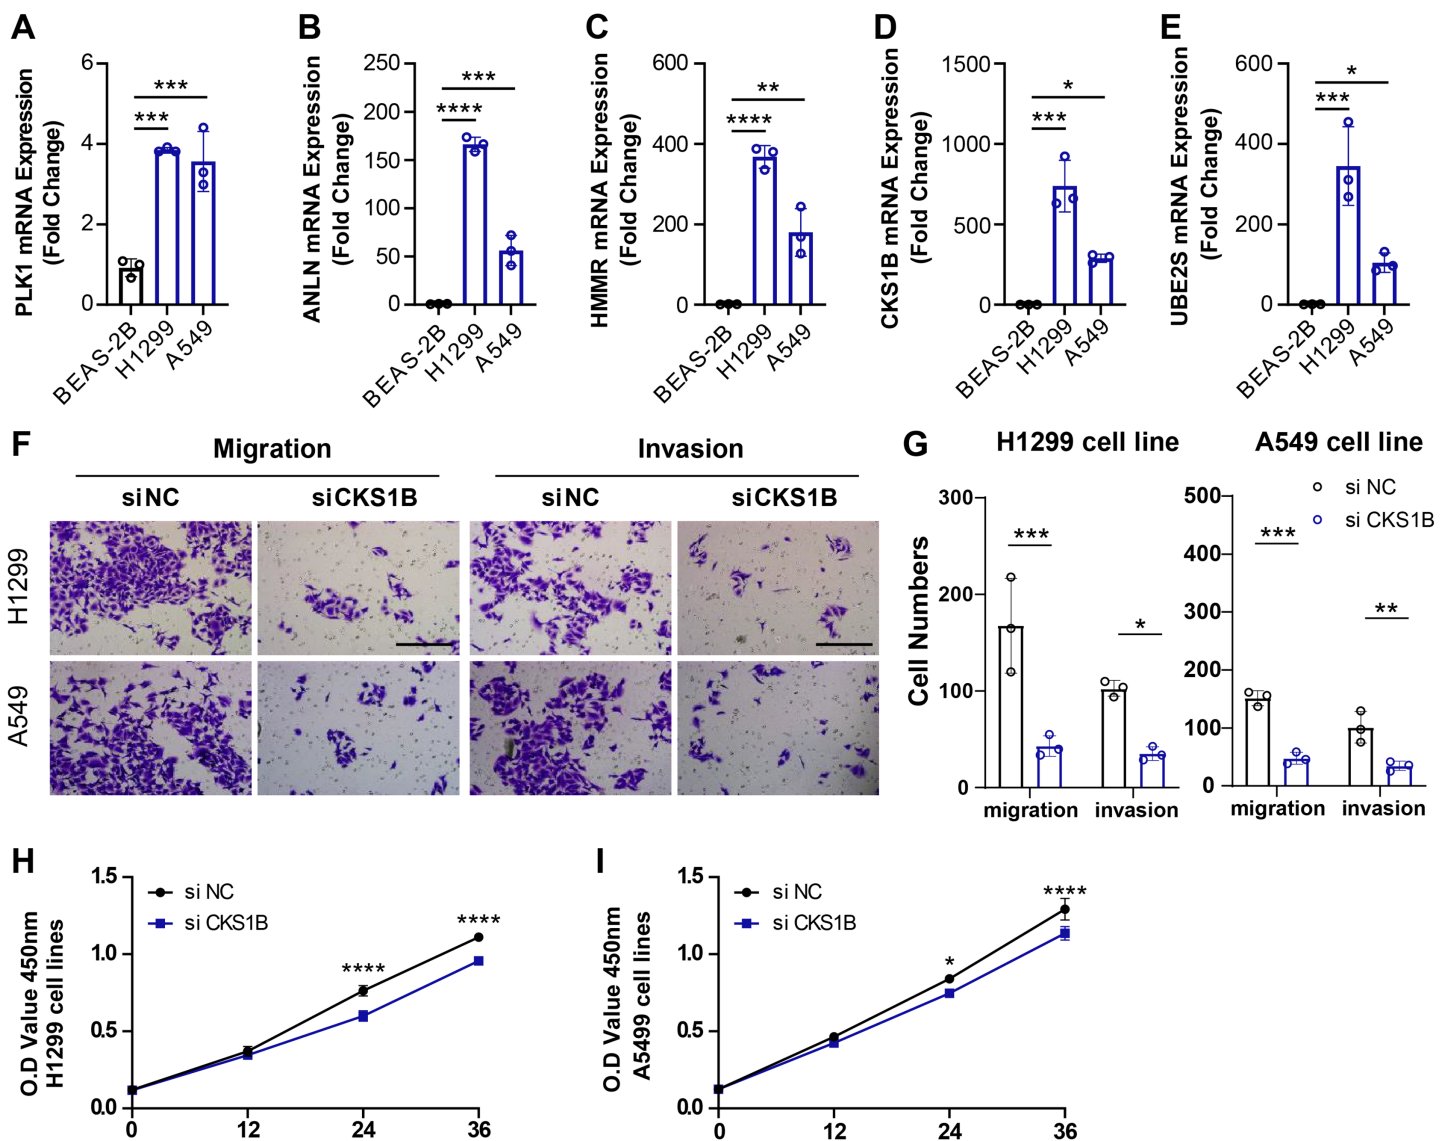 A
PLK1 mRNA Expression
(Fold Change)
6
4
2
0
***
***
BEAS-2B
H1299
A549
B
ANLN mRNA Expression
(Fold Change)
250
200
150
100
50
0
***
****
BEAS-2B
H1299
A549
C
HMMR mRNA Expression
(Fold Change)
600
400
200
0
**
****
BEAS-2B
H1299
A549
D
CKS1B mRNA Expression
(Fold Change)
1500
1000
500
0
*
***
BEAS-2B
H1299
A549
E
UBE2S mRNA Expression
(Fold Change)
600
400
200
0
*
***
BEAS-2B
H1299
A549
F
Migration
Invasion
siNC
siCKS1B
siNC
siCKS1B
H1299
A549
G
H1299 cell line
A549 cell line
Cell Numbers
300
200
100
0
***
*
migration
invasion
500
400
300
200
100
0
si NC
si CKS1B
***
**
migration
invasion
H
O.D Value 450nm
H1299 cell lines
1.5
1.0
0.5
0.0
si NC
si CKS1B
****
****
0
12
24
36
I
O.D Value 450nm
A5499 cell lines
1.5
1.0
0.5
0.0
si NC
si CKS1B
*
****
0
12
24
36